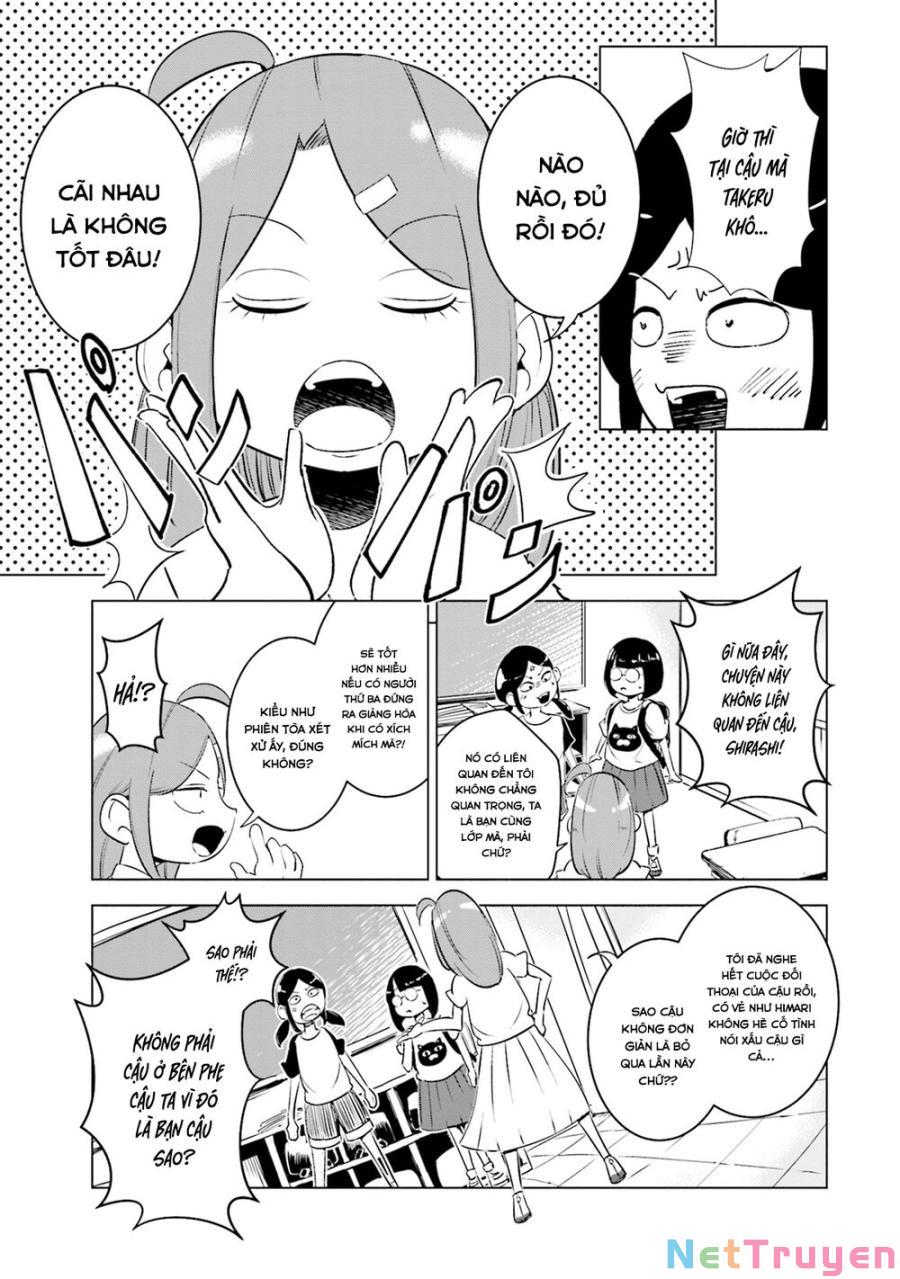 GIỜ THÌ
TẠI CẬU MÀ
TAKERU
KHÔ...
NÀO
NÀO, ĐỦ
RỒI ĐÓ!
CÃI NHAU
LÀ KHÔNG
TỐT ĐÂU!
パンッ
パンッ
GÌ NỮA ĐÂY,
CHUYỆN NÀY
KHÔNG LIÊN
QUAN ĐẾN CẬU,
SHIRASHI!
NÓ CÓ LIÊN
QUAN ĐẾN TÔI
KHÔNG CHẲNG
QUAN TRỌNG, TA
LÀ BẠN CÙNG
LỚP MÀ, PHẢI
CHỨ?
SẼ TỐT
HƠN NHIỀU
NẾU CÓ NGƯỜI
THỨ BA ĐỨNG
RA GIẢNG HÒA
KHI CÓ XÍCH
MÍCH MÀ?!
KIỂU NHƯ
PHIÊN TÒA XÉT
XỬ ẤY, ĐÚNG
KHÔNG?
HẢ!?
TÔI ĐÃ NGHE
HẾT CUỘC ĐỐI
THOẠI CỦA CẬU RỒI,
CÓ VẺ NHƯ HIMARI
KHÔNG HỀ CỐ TÌNH
NÓI XẤU CẬU GÌ
CẢ...
SAO CẬU
KHÔNG ĐƠN
GIẢN LÀ BỎ
QUA LẦN NÀY
CHỨ??
SAO PHẢI
THẾ!?
KHÔNG PHẢI
CẬU Ở BÊN PHE
CẬU TA VÌ ĐÓ
LÀ BẠN CẬU
SAO?
NETTRUYEN